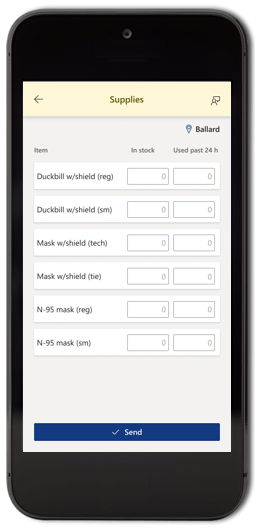 Supplies
Ballard
Item In stock Used past 24 h
Duckbill w/shield (reg) 0 0
Duckbill w/shield (sm) 0 0
Mask w/shield (tech) 0 0
Mask w/shield (tie) 0 0
N-95 mask (reg) 0 0
N-95 mask (sm) 0 0
Send